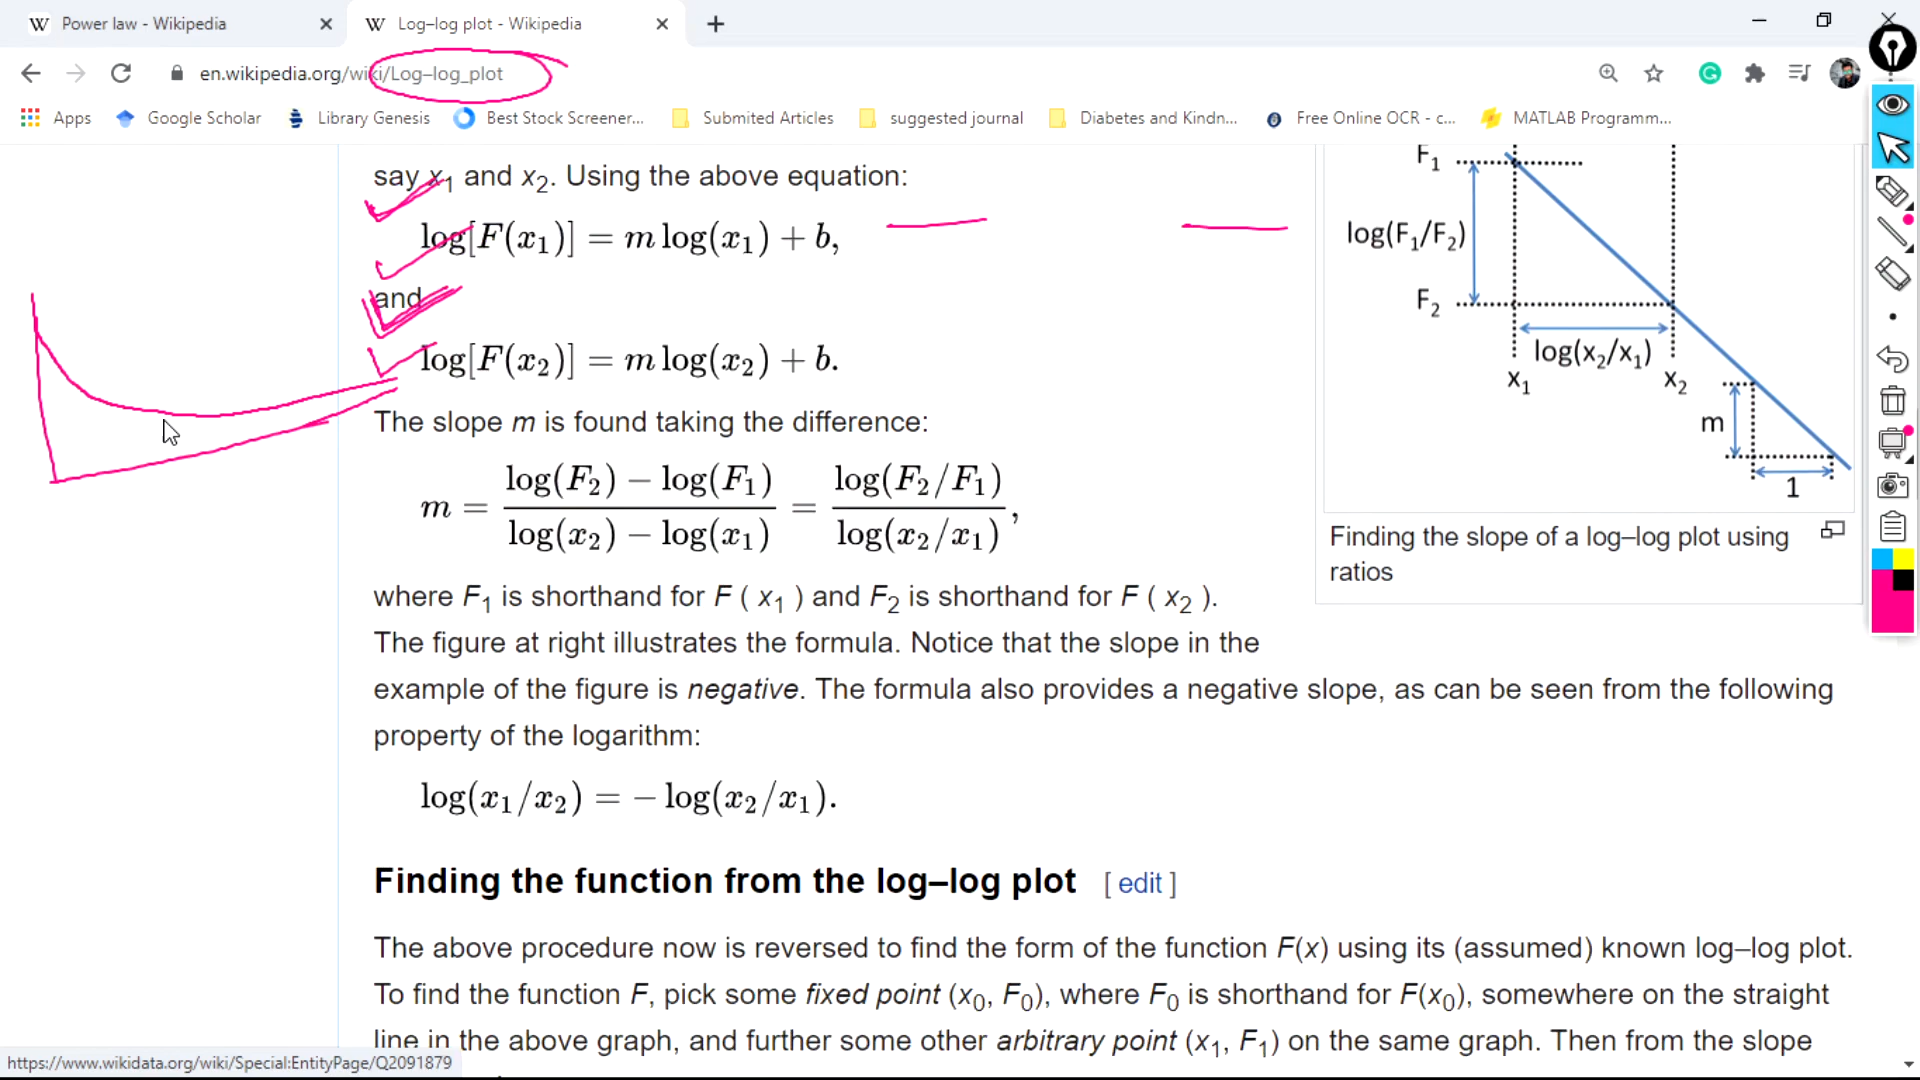 Power law - Wikipedia
Log–log plot - Wikipedia
en.wikipedia.org/wiki/Log–log_plot
Apps
Google Scholar
Library Genesis
Best Stock Screener...
Submited Articles
suggested journal
Diabetes and Kindn...
Free Online OCR - c...
MATLAB Programm...
say x₁ and x₂. Using the above equation:
log[F(x₁)] = m log(x₁) + b,
and
log[F(x₂)] = m log(x₂) + b.
The slope m is found taking the difference:
m = log(F₂) − log(F₁) / log(x₂) − log(x₁) = log(F₂/F₁) / log(x₂/x₁),
where F₁ is shorthand for F ( x₁ ) and F₂ is shorthand for F ( x₂ ).
The figure at right illustrates the formula. Notice that the slope in the
example of the figure is negative. The formula also provides a negative slope, as can be seen from the following
property of the logarithm:
log(x₁/x₂) = − log(x₂/x₁).
F₁
log(F₁/F₂)
F₂
log(x₂/x₁)
x₁
x₂
m
1
Finding the slope of a log–log plot using
ratios
Finding the function from the log–log plot [ edit ]
The above procedure now is reversed to find the form of the function F(x) using its (assumed) known log–log plot.
To find the function F, pick some fixed point (x₀, F₀), where F₀ is shorthand for F(x₀), somewhere on the straight
line in the above graph, and further some other arbitrary point (x₁, F₁) on the same graph. Then from the slope
https://www.wikidata.org/wiki/Special:EntityPage/Q2091879